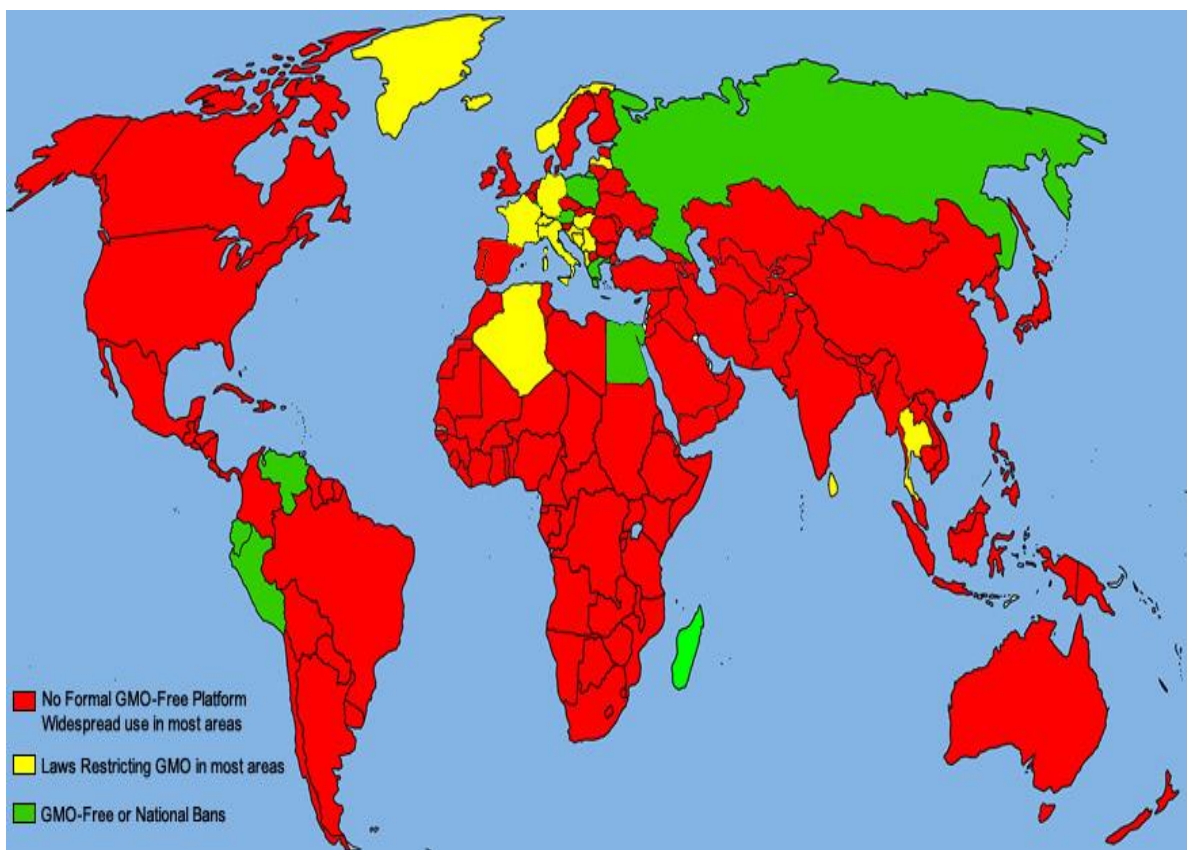 No Formal GMO-Free Platform
Widespread use in most areas
Laws Restricting GMO in most areas
GMO-Free or National Bans